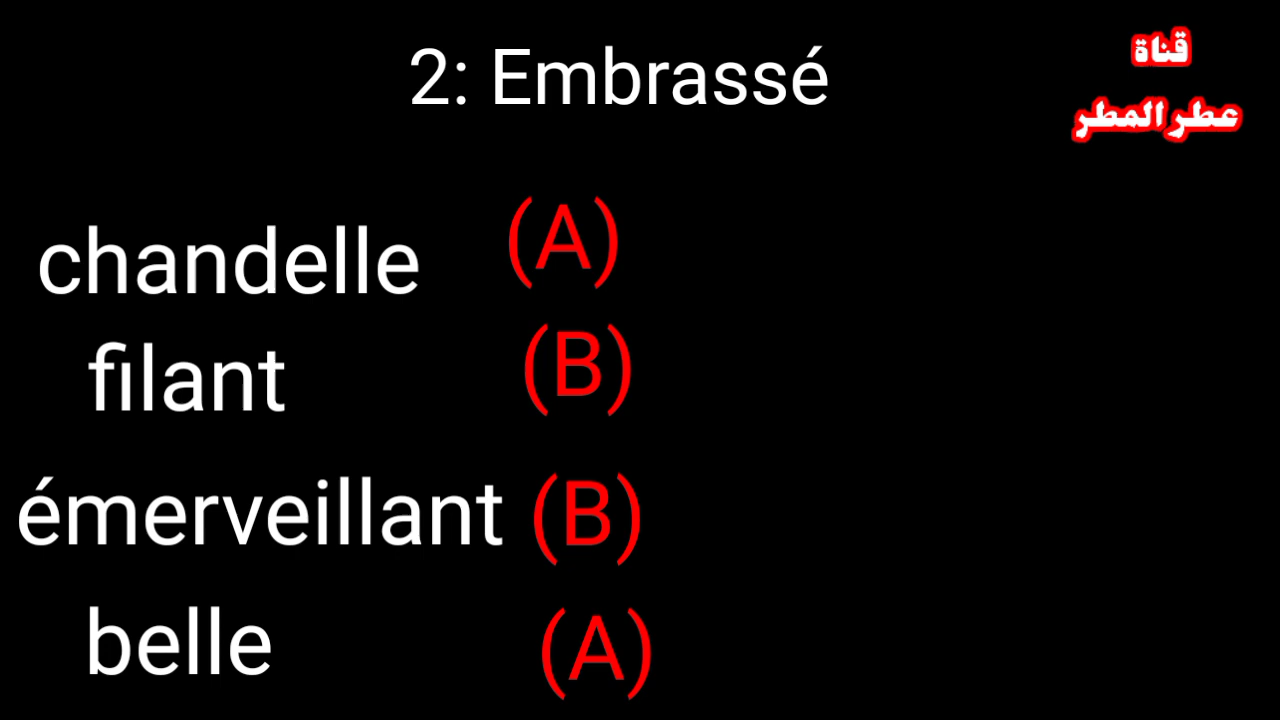 2: Embrassé
قناة
عطر المطر
chandelle (A)
filant (B)
émerveillant (B)
belle (A)